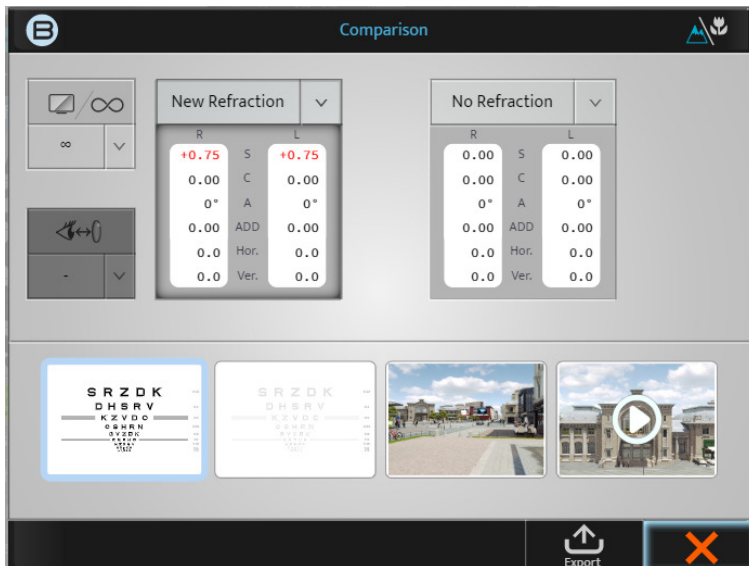 B
Comparison
∞
∞
-
New Refraction
R L
+0.75 S +0.75
0.00 C 0.00
0° A 0°
0.00 ADD 0.00
0.0 Hor. 0.0
0.0 Ver. 0.0
No Refraction
R L
0.00 S 0.00
0.00 C 0.00
0° A 0°
0.00 ADD 0.00
0.0 Hor. 0.0
0.0 Ver. 0.0
S R Z D K
D H S R V
K Z V D C
S R Z D K
D H S R V
K Z V D C
Export